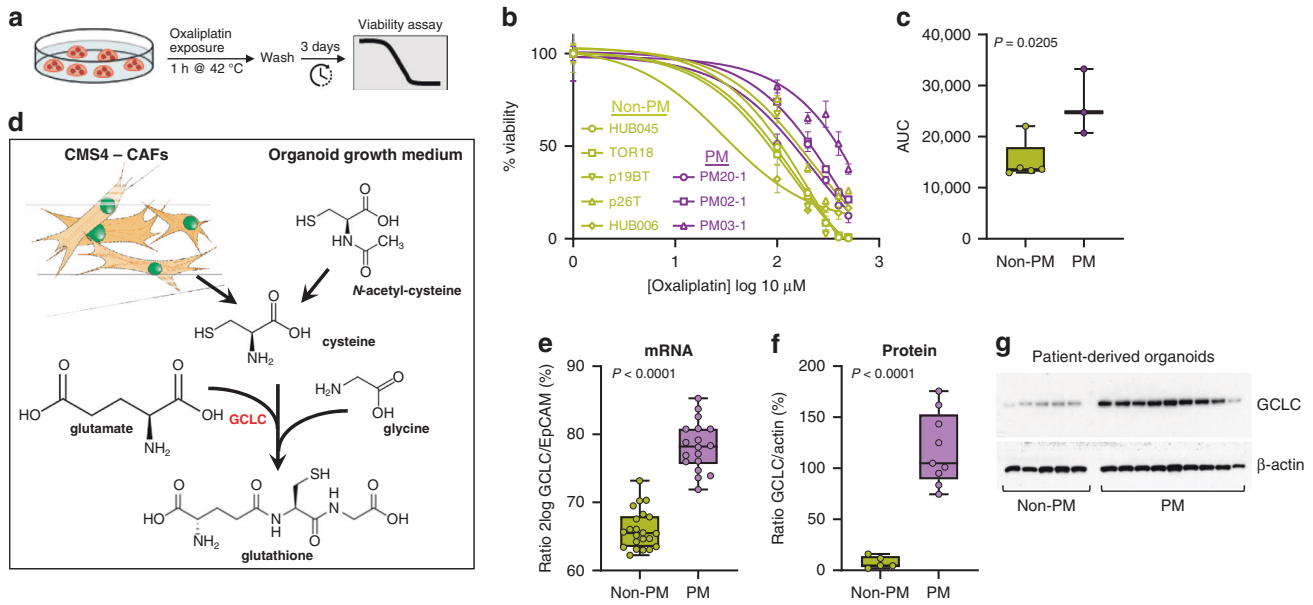 a
Oxaliplatin
exposure
1 h @ 42 °C
Wash
3 days
Viability assay
b
% viability
100
50
0
0
1
2
3
[Oxaliplatin] log 10 μM
Non-PM
HUB045
TOR18
p19BT
p26T
HUB006
PM
PM20-1
PM02-1
PM03-1
c
P = 0.0205
AUC
40,000
30,000
20,000
10,000
0
Non-PM
PM
d
CMS4 – CAFs
Organoid growth medium
HS
O
OH
HN
CH3
O
N-acetyl-cysteine
HS
O
OH
NH2
cysteine
O
O
HO
OH
NH2
glutamate
GCLC
H2N
O
OH
glycine
SH
O
O
H
N
O
HO
N
H
OH
NH2
O
O
glutathione
e
mRNA
P < 0.0001
Ratio 2log GCLC/EpCAM (%)
90
80
70
60
Non-PM
PM
f
Protein
P < 0.0001
Ratio GCLC/actin (%)
200
150
100
50
0
Non-PM
PM
g
Patient-derived organoids
GCLC
β-actin
Non-PM
PM